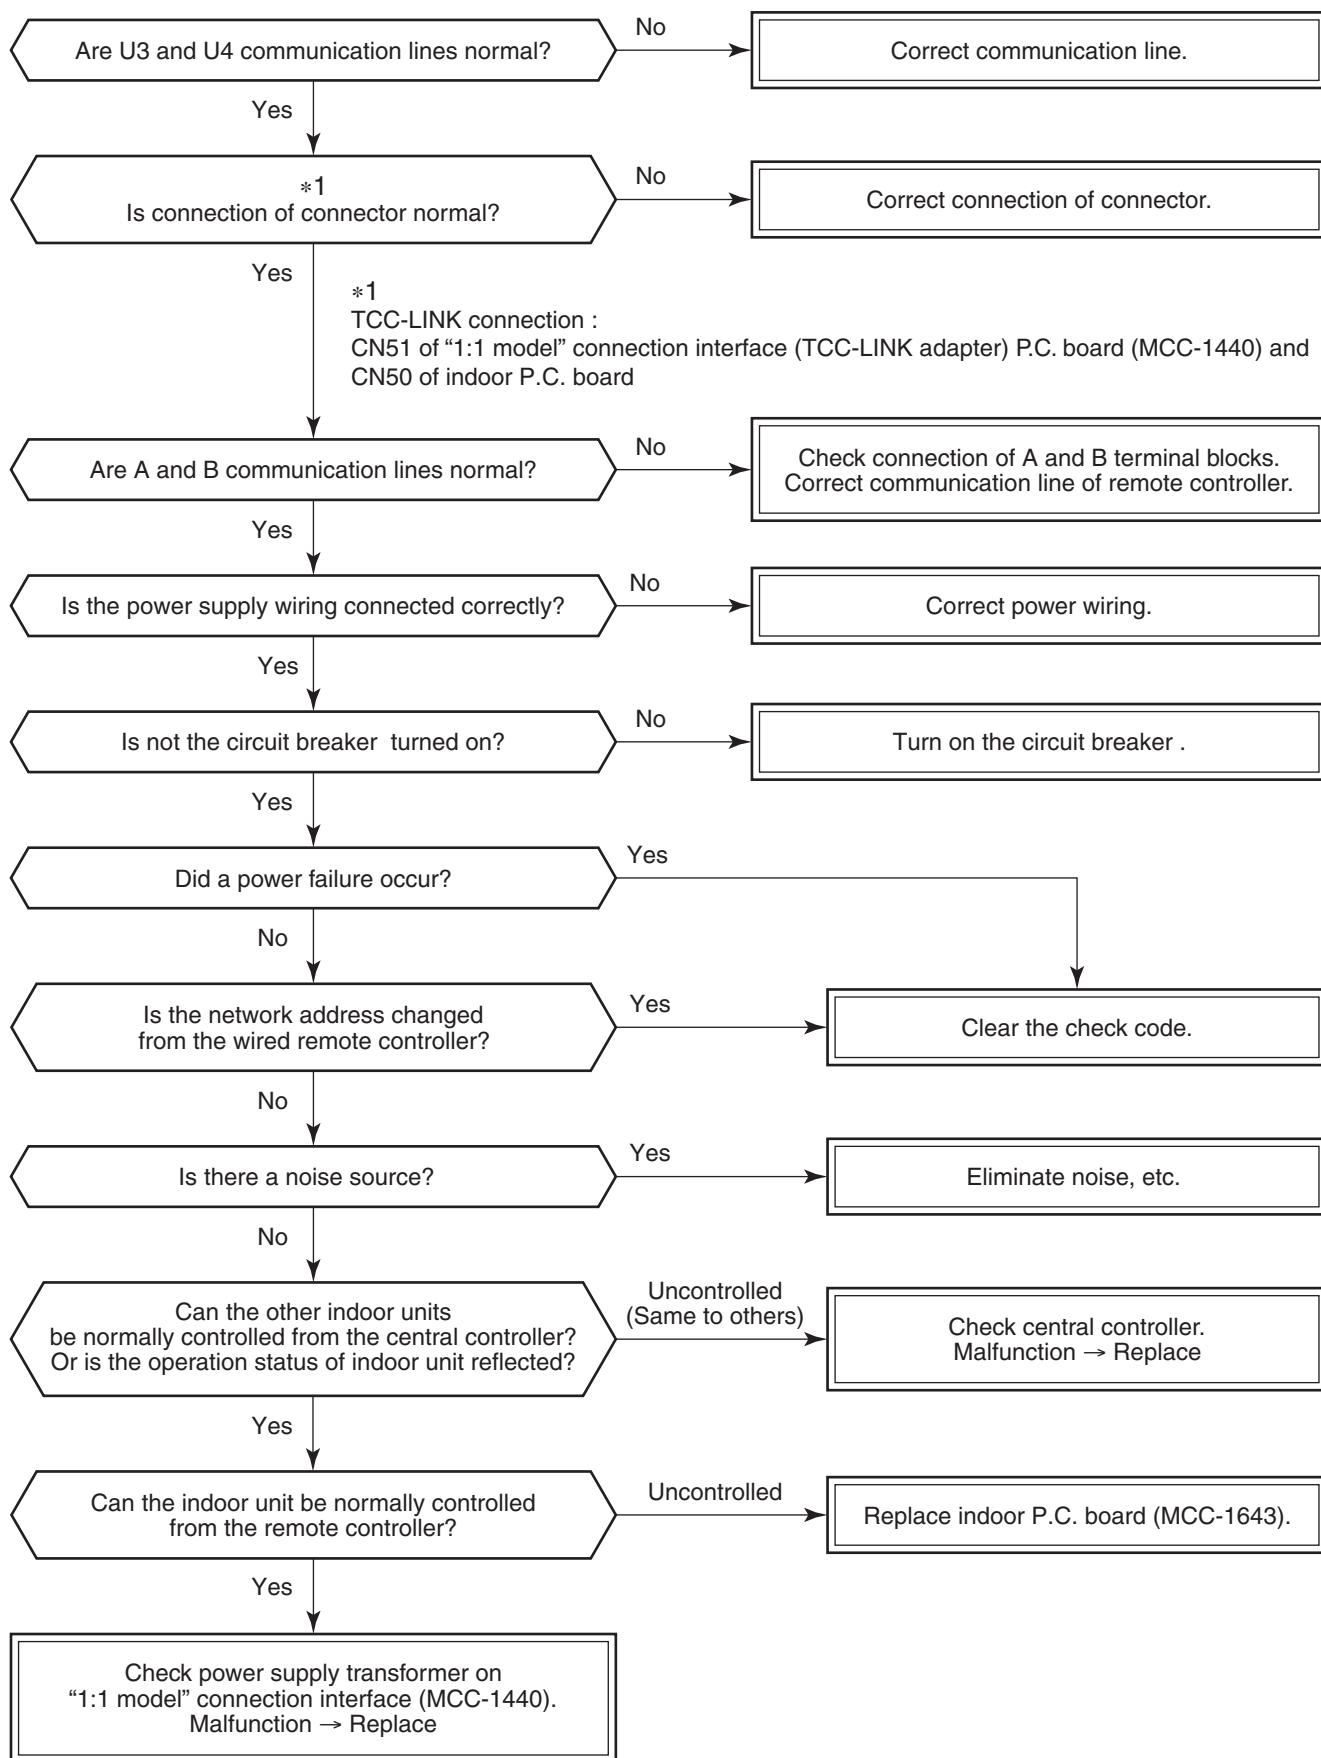 Are U3 and U4 communication lines normal?
No
Correct communication line.
Yes
*1
Is connection of connector normal?
No
Correct connection of connector.
Yes
*1
TCC-LINK connection :
CN51 of “1:1 model” connection interface (TCC-LINK adapter) P.C. board (MCC-1440) and
CN50 of indoor P.C. board
Are A and B communication lines normal?
No
Check connection of A and B terminal blocks.
Correct communication line of remote controller.
Yes
Is the power supply wiring connected correctly?
No
Correct power wiring.
Yes
Is not the circuit breaker turned on?
No
Turn on the circuit breaker .
Yes
Did a power failure occur?
Yes
No
Is the network address changed
from the wired remote controller?
Yes
Clear the check code.
No
Is there a noise source?
Yes
Eliminate noise, etc.
No
Can the other indoor units
be normally controlled from the central controller?
Or is the operation status of indoor unit reflected?
Uncontrolled
(Same to others)
Check central controller.
Malfunction → Replace
Yes
Can the indoor unit be normally controlled
from the remote controller?
Uncontrolled
Replace indoor P.C. board (MCC-1643).
Yes
Check power supply transformer on
“1:1 model” connection interface (MCC-1440).
Malfunction → Replace